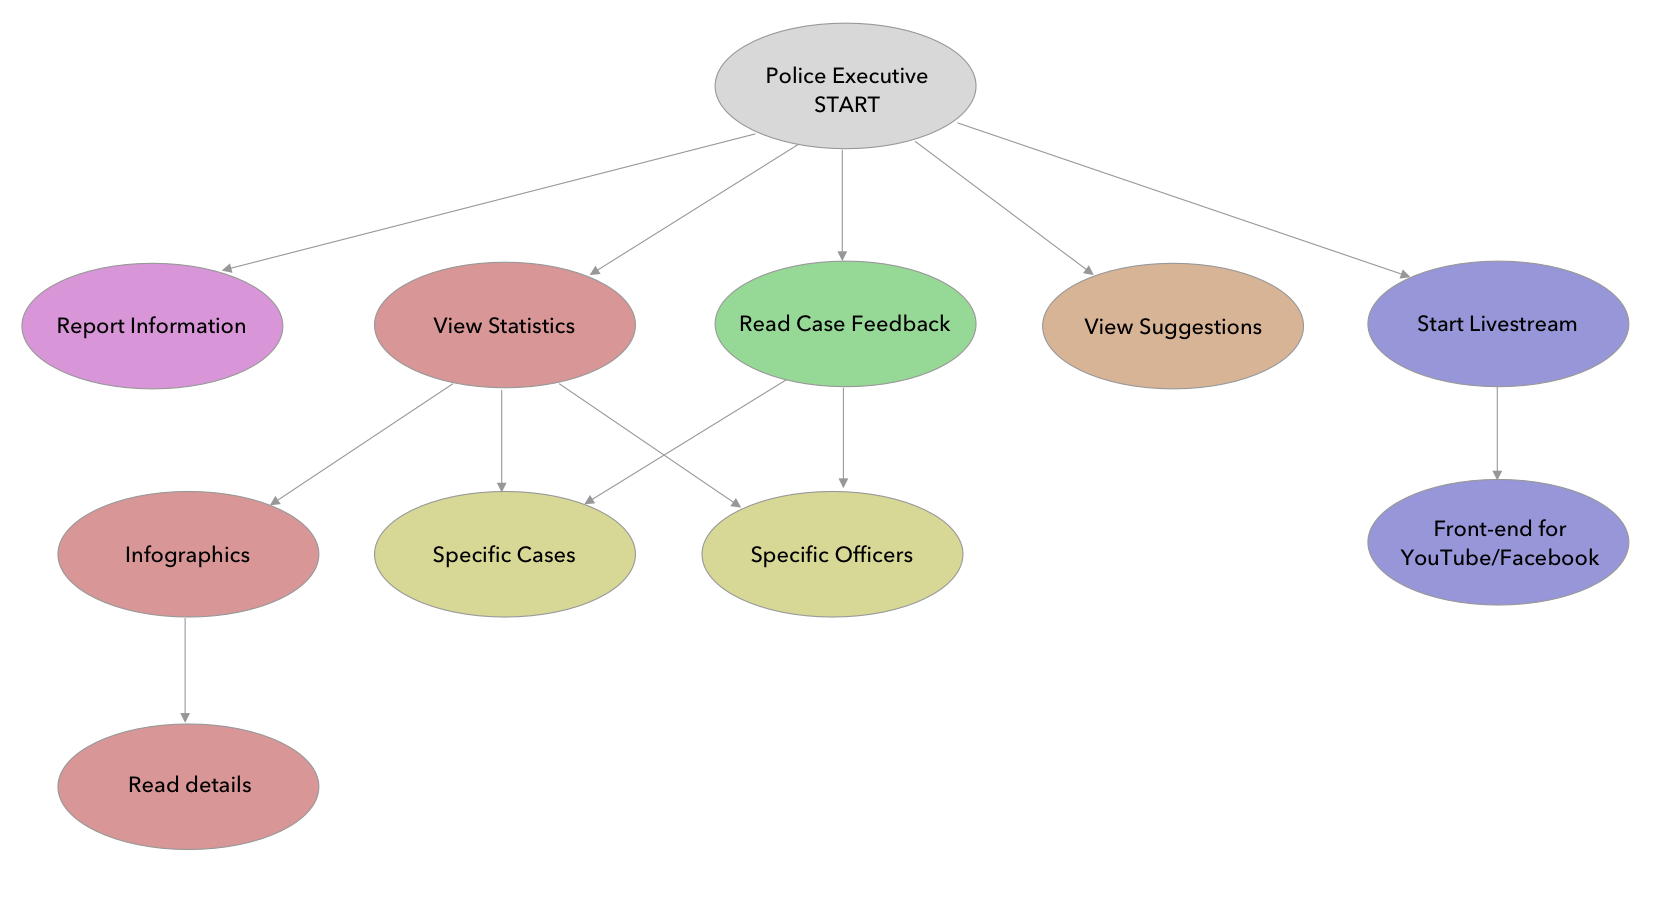 Police Executive
START
Report Information
View Statistics
Read Case Feedback
View Suggestions
Start Livestream
Infographics
Specific Cases
Specific Officers
Front-end for
YouTube/Facebook
Read details